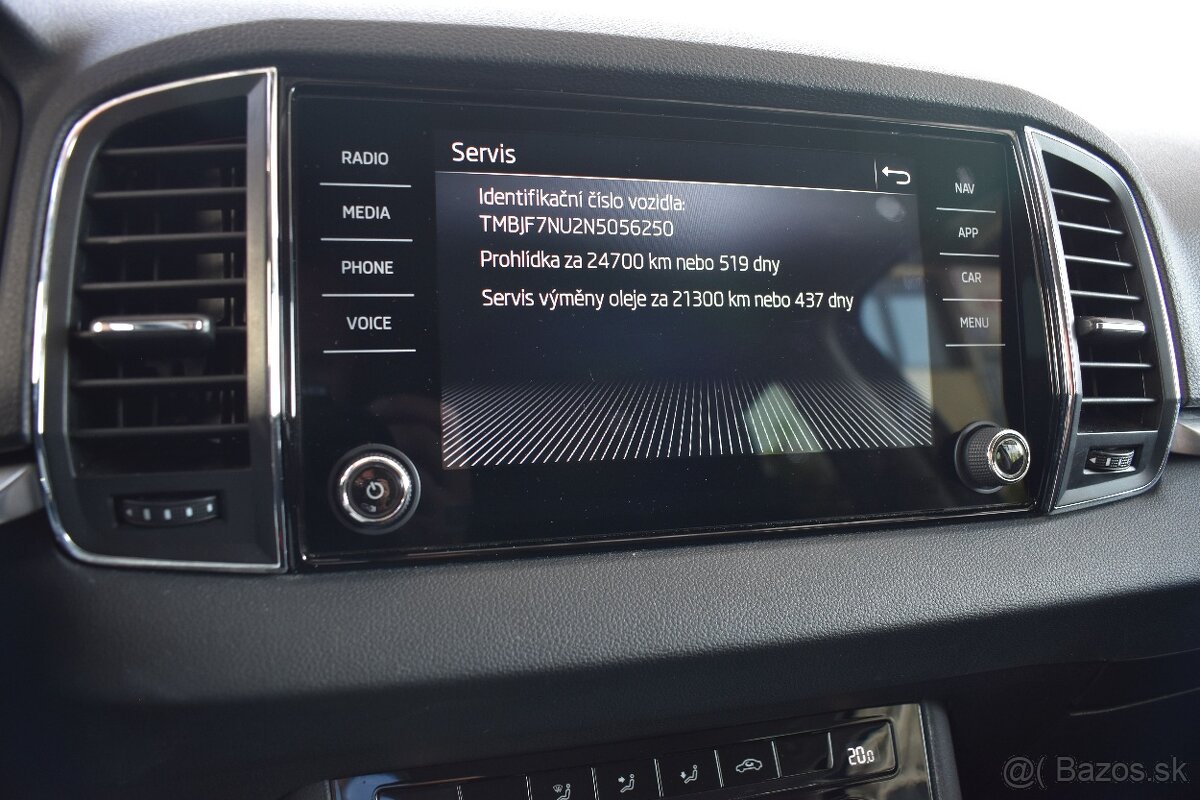 Servis
Identifikační číslo vozidla:
TMBJF7NU2N5056250
Prohlídka za 24700 km nebo 519 dny
Servis výměny oleje za 21300 km nebo 437 dny
RADIO
MEDIA
PHONE
VOICE
NAV
APP
CAR
MENU
20.0
@( Bazos.sk